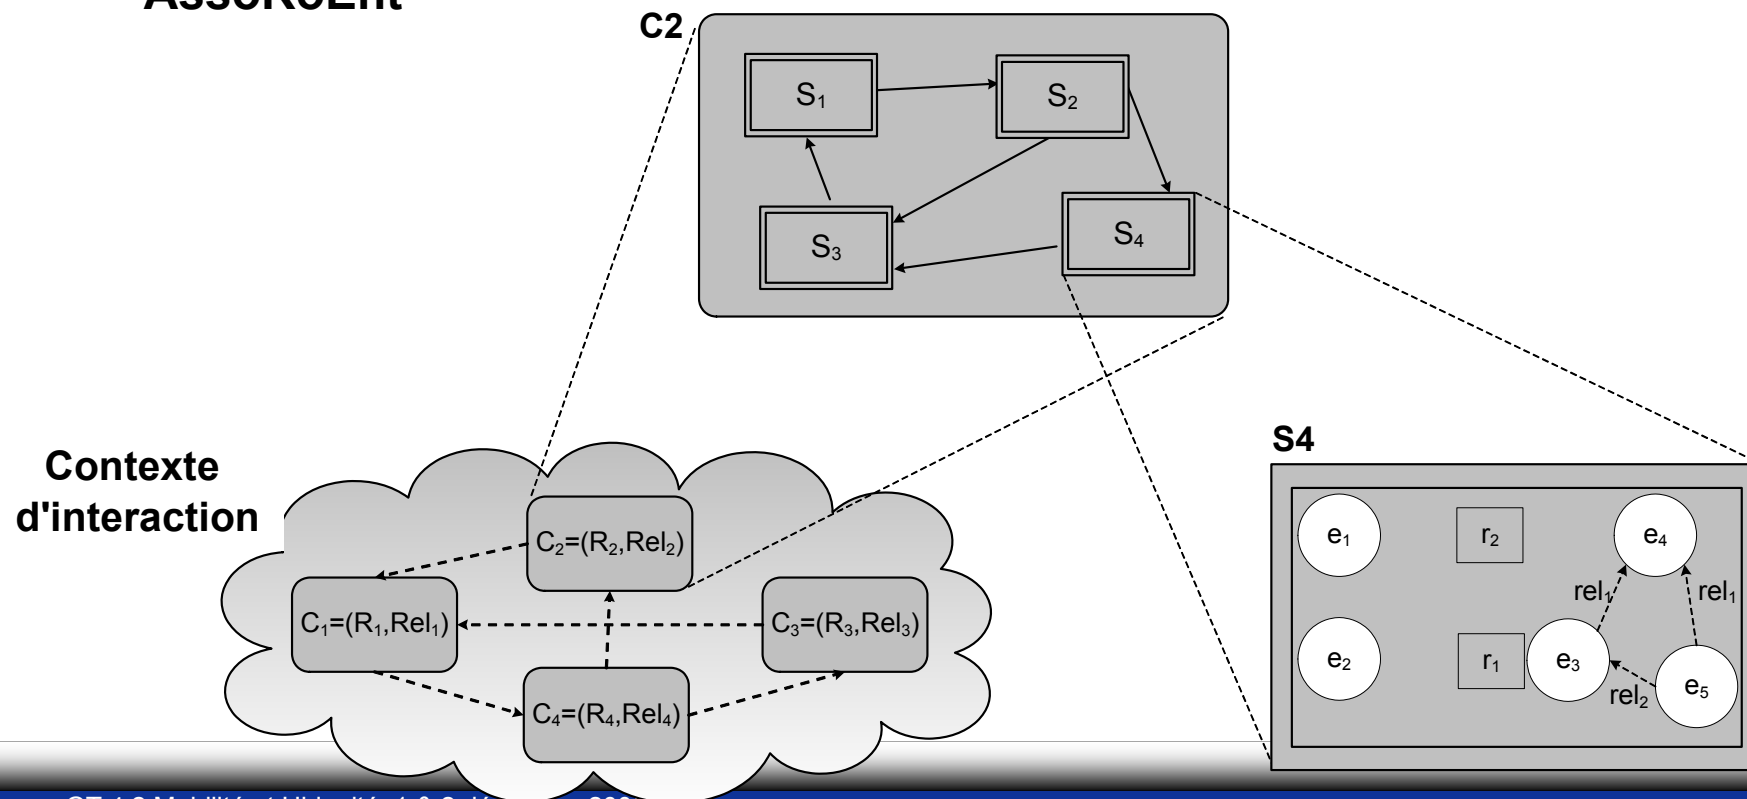 C2
S₁
S₂
S₃
S₄
Contexte
d'interaction
C₂=(R₂,Rel₂)
C₁=(R₁,Rel₁)
C₃=(R₃,Rel₃)
C₄=(R₄,Rel₄)
S4
e₁
r₂
e₄
rel₁
rel₁
e₂
r₁
e₃
e₅
rel₂